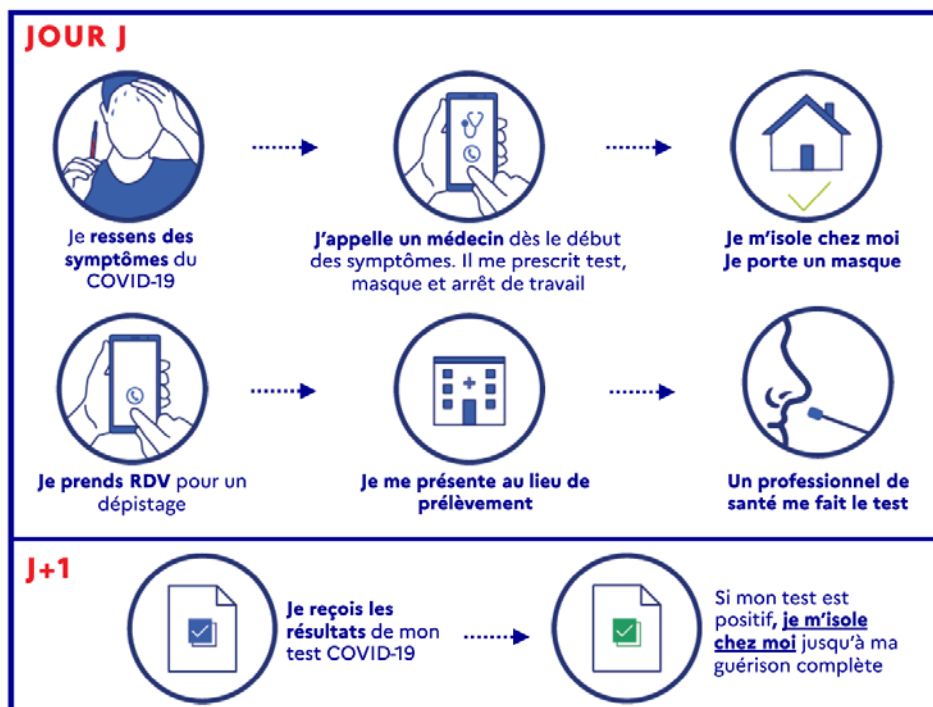 JOUR J
Je ressens des
symptômes du
COVID-19
J'appelle un médecin dès le début
des symptômes. Il me prescrit test,
masque et arrêt de travail
Je m'isole chez moi
Je porte un masque
Je prends RDV pour un
dépistage
Je me présente au lieu de
prélèvement
Un professionnel de
santé me fait le test
J+1
Je reçois les
résultats de mon
test COVID-19
Si mon test est
positif, je m'isole
chez moi jusqu'à ma
guérison complète